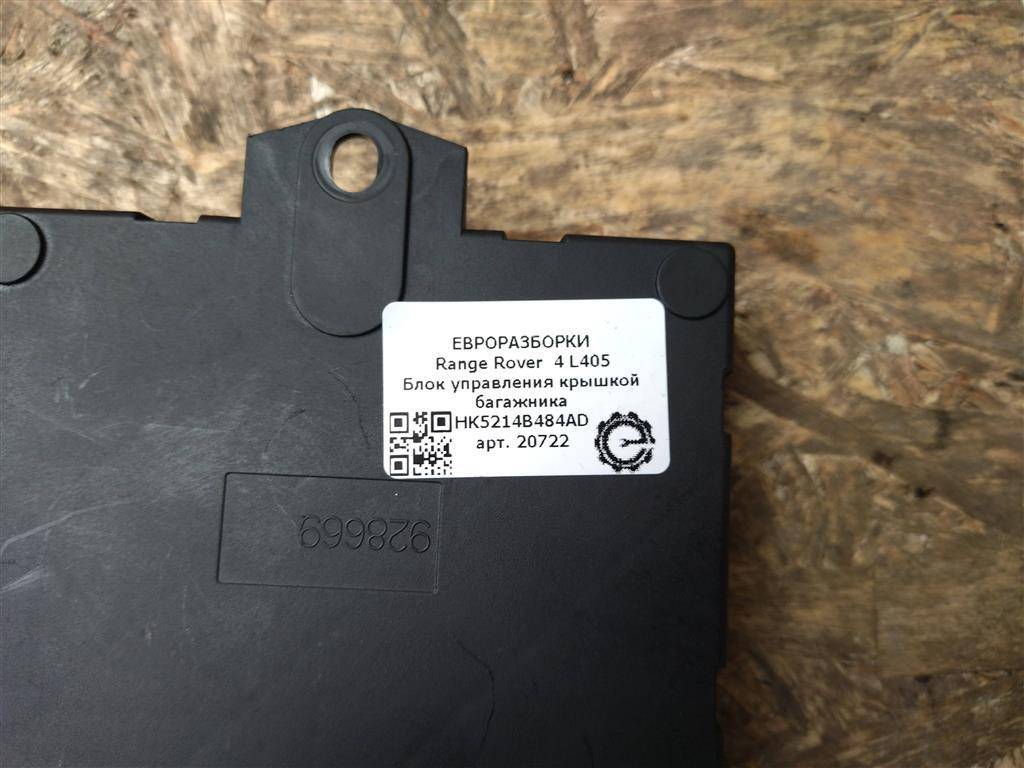 ЕВРОРАЗБОРКИ
Range Rover 4 L405
Блок управления крышкой
багажника
HK5214B484AD
арт. 20722
928669